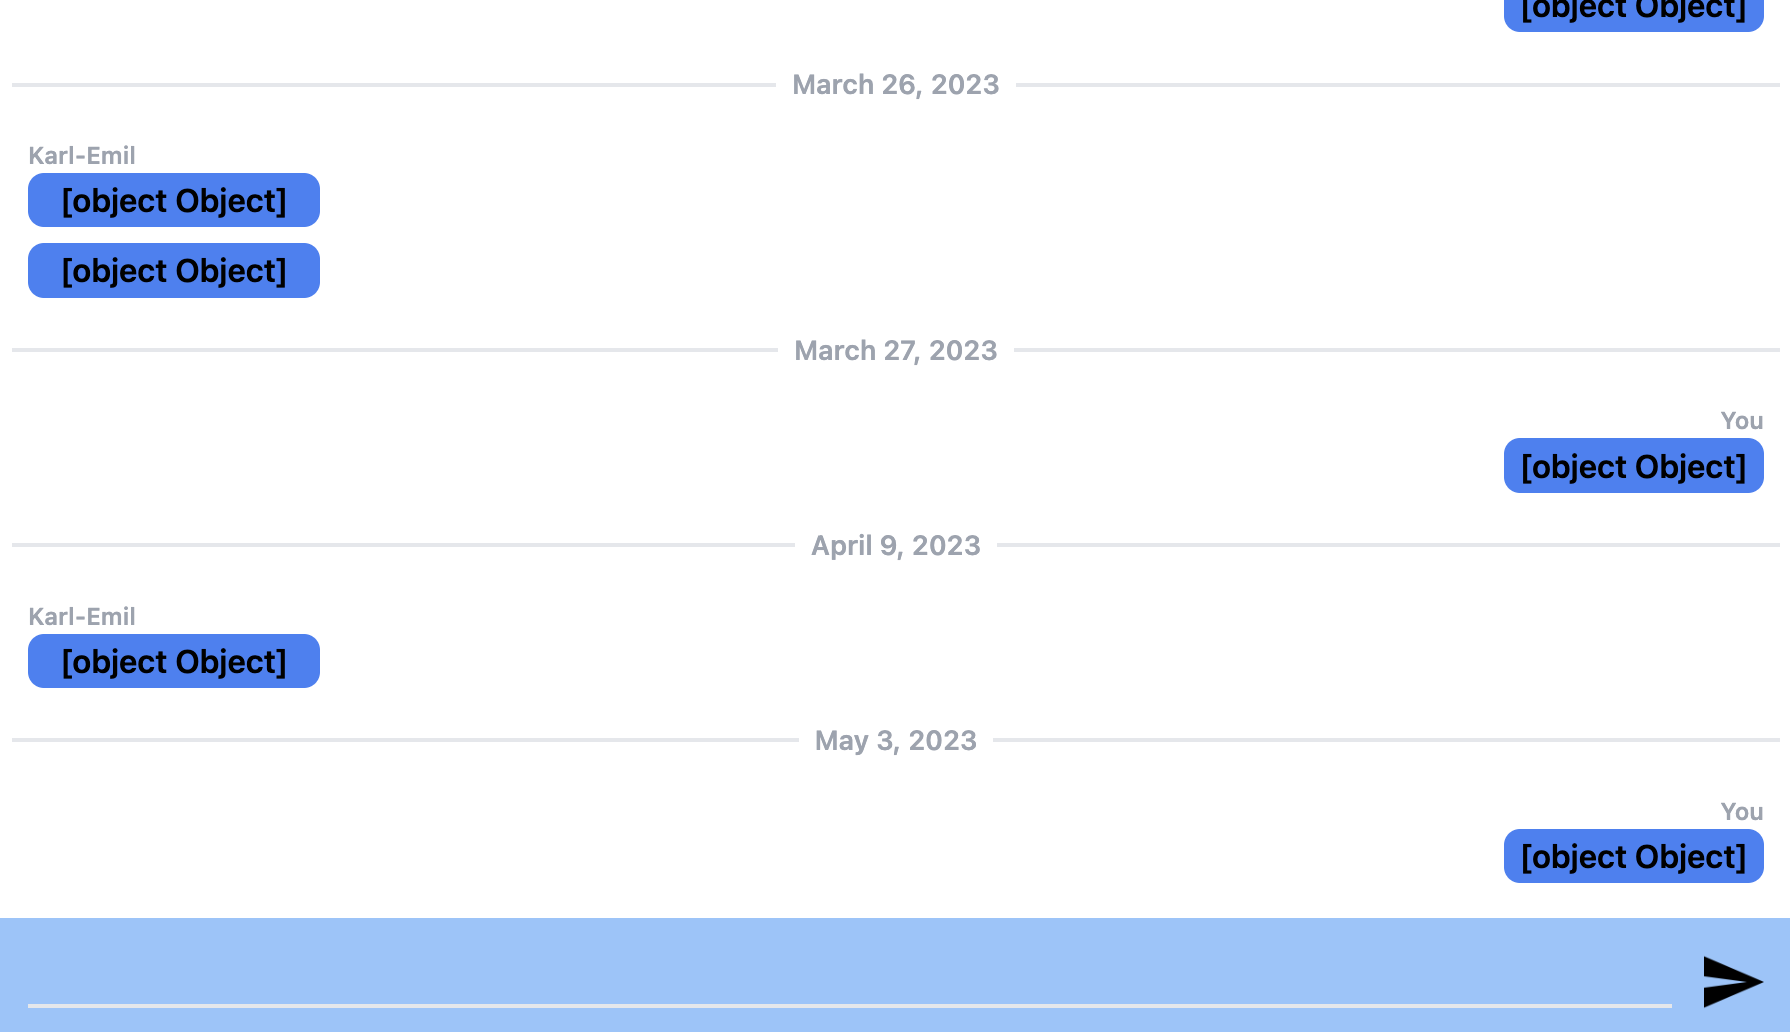 [object Object]
March 26, 2023
Karl-Emil
[object Object]
[object Object]
March 27, 2023
You
[object Object]
April 9, 2023
Karl-Emil
[object Object]
May 3, 2023
You
[object Object]